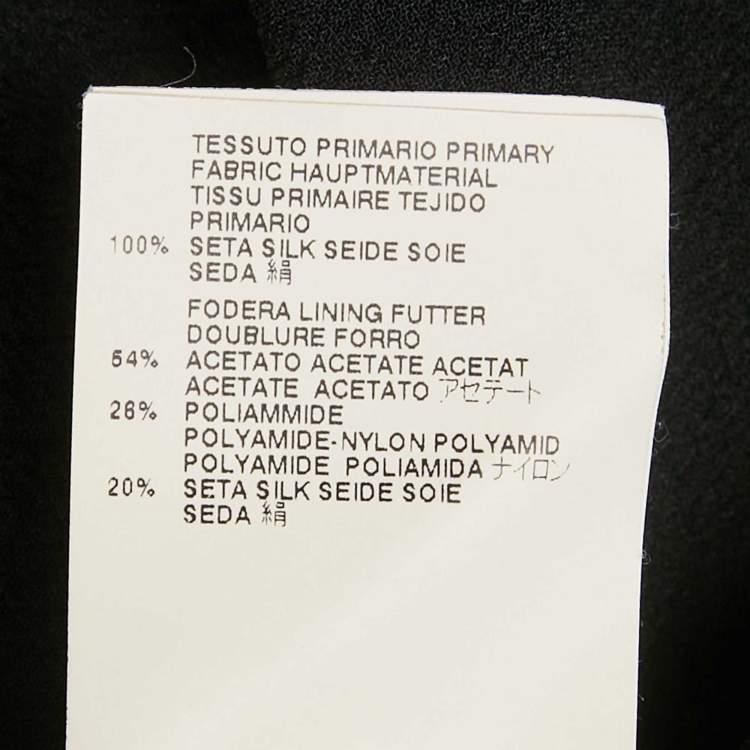 TESSUTO PRIMARIO PRIMARY
FABRIC HAUPTMATERIAL
TISSU PRIMAIRE TEJIDO
PRIMARIO
100% SETA SILK SEIDE SOIE
SEDA 絹
FODERA LINING FUTTER
DOUBLURE FORRO
54% ACETATO ACETATE ACETAT
ACETATE ACETATO アセテート
26% POLIAMMIDE
POLYAMIDE-NYLON POLYAMID
POLYAMIDE POLIAMIDA ナイロン
20% SETA SILK SEIDE SOIE
SEDA 絹